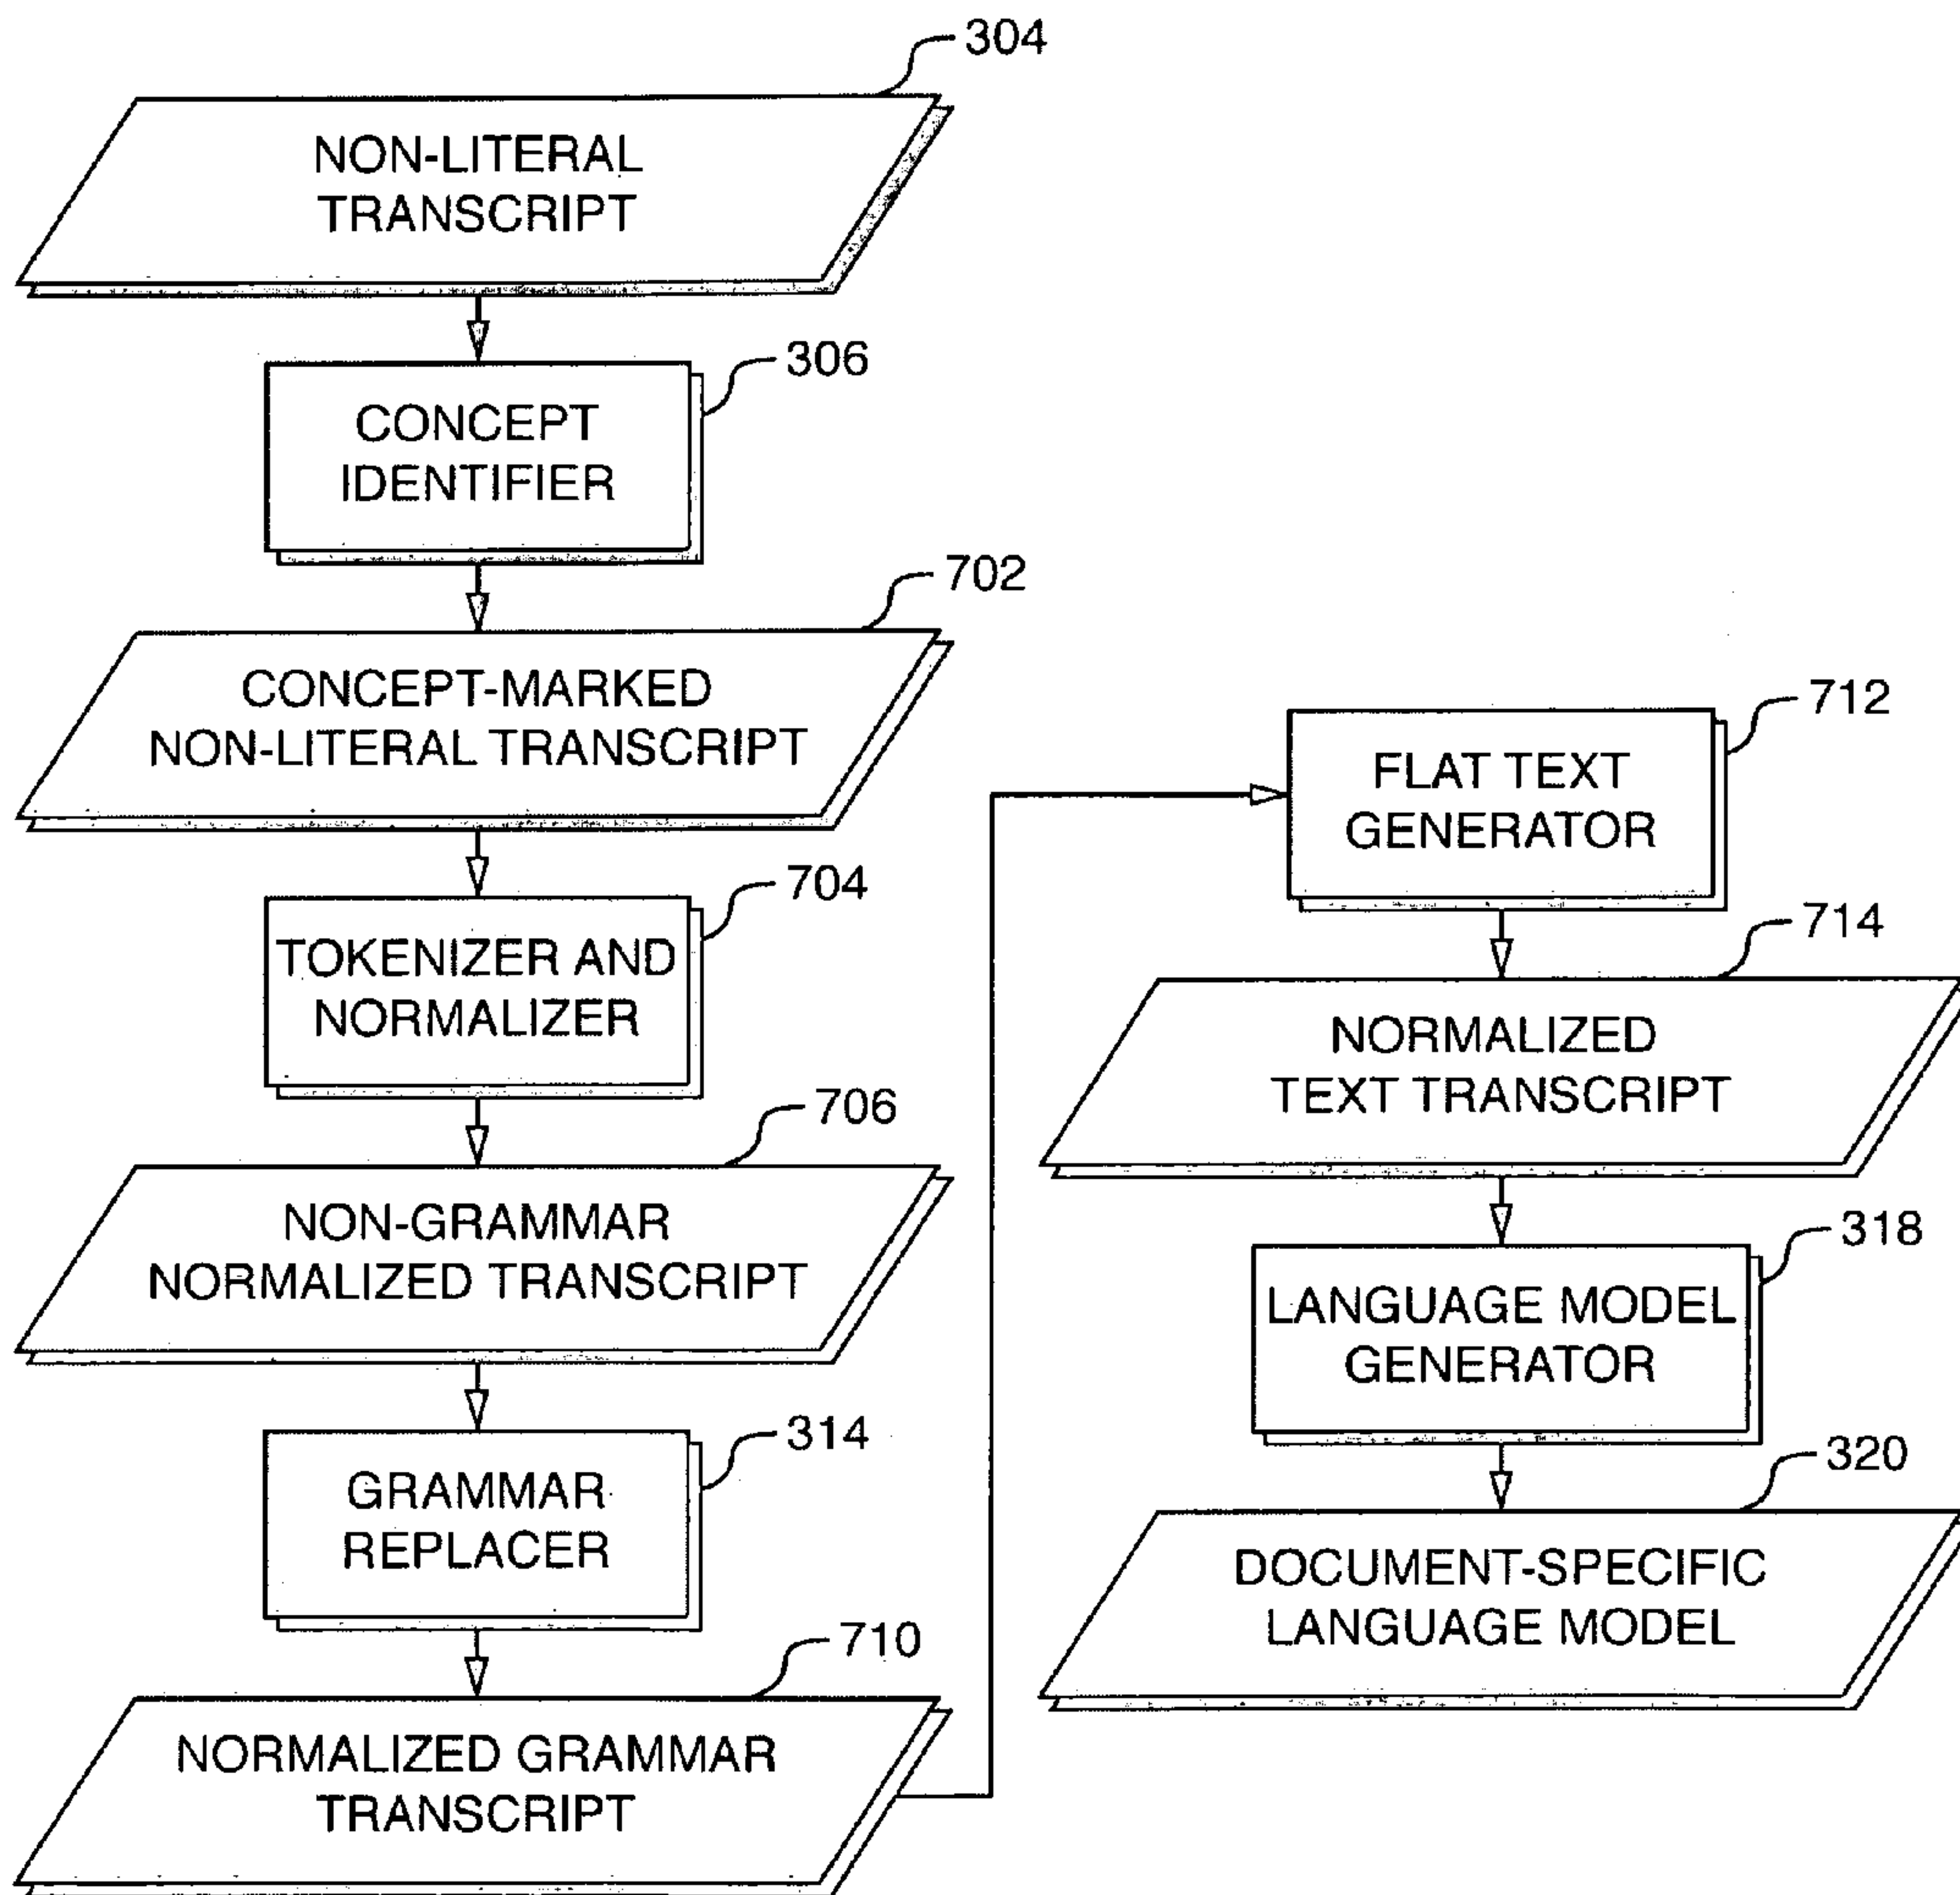 304
NON-LITERAL
TRANSCRIPT
306
CONCEPT
IDENTIFIER
702
CONCEPT-MARKED
NON-LITERAL TRANSCRIPT
704
TOKENIZER AND
NORMALIZER
706
NON-GRAMMAR
NORMALIZED TRANSCRIPT
314
GRAMMAR
REPLACER
710
NORMALIZED GRAMMAR
TRANSCRIPT
712
FLAT TEXT
GENERATOR
714
NORMALIZED
TEXT TRANSCRIPT
318
LANGUAGE MODEL
GENERATOR
320
DOCUMENT-SPECIFIC
LANGUAGE MODEL